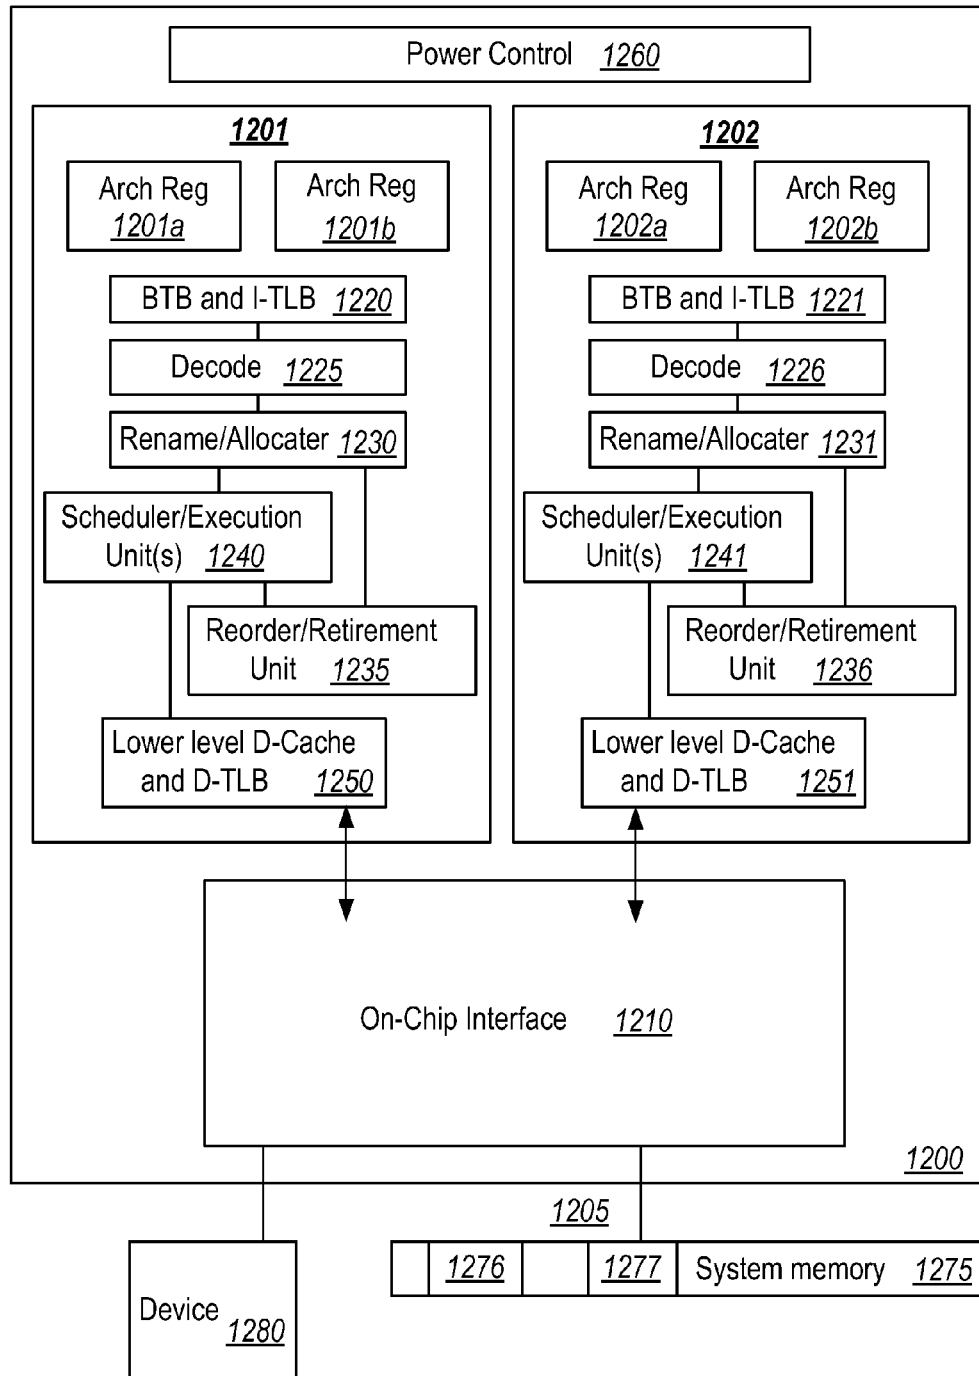 Power Control 1260
1201
Arch Reg
1201a
Arch Reg
1201b
BTB and I-TLB 1220
Decode 1225
Rename/Allocater 1230
Scheduler/Execution
Unit(s) 1240
Reorder/Retirement
Unit 1235
Lower level D-Cache
and D-TLB 1250
1202
Arch Reg
1202a
Arch Reg
1202b
BTB and I-TLB 1221
Decode 1226
Rename/Allocater 1231
Scheduler/Execution
Unit(s) 1241
Reorder/Retirement
Unit 1236
Lower level D-Cache
and D-TLB 1251
On-Chip Interface 1210
1200
1205
1276 1277 System memory 1275
Device 1280